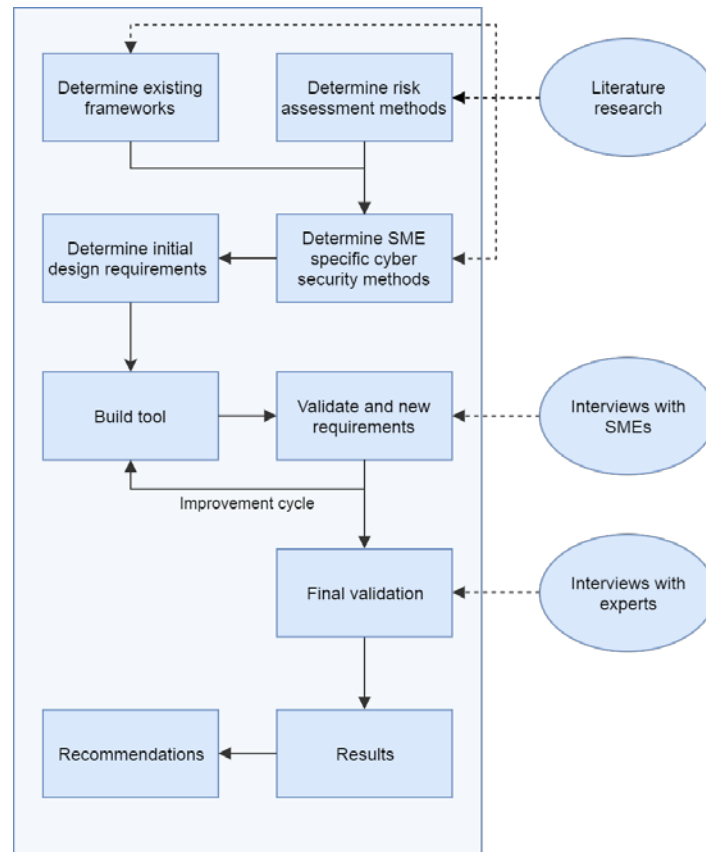 Determine existing
frameworks
Determine risk
assessment methods
Literature
research
Determine initial
design requirements
Determine SME
specific cyber
security methods
Build tool
Validate and new
requirements
Interviews with
SMEs
Improvement cycle
Final validation
Interviews with
experts
Recommendations
Results